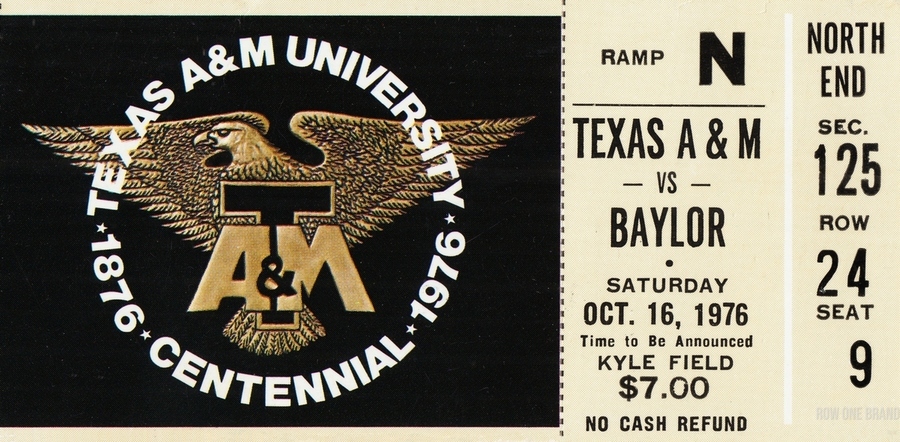 TEXAS A&M UNIVERSITY
1876 ★ CENTENNIAL ★ 1976
A&M
RAMP N
TEXAS A & M
— VS —
BAYLOR
•
SATURDAY
OCT. 16, 1976
Time to Be Announced
KYLE FIELD
$7.00
NO CASH REFUND
NORTH
END
SEC.
125
ROW
24
SEAT
9
ROW ONE BRAND